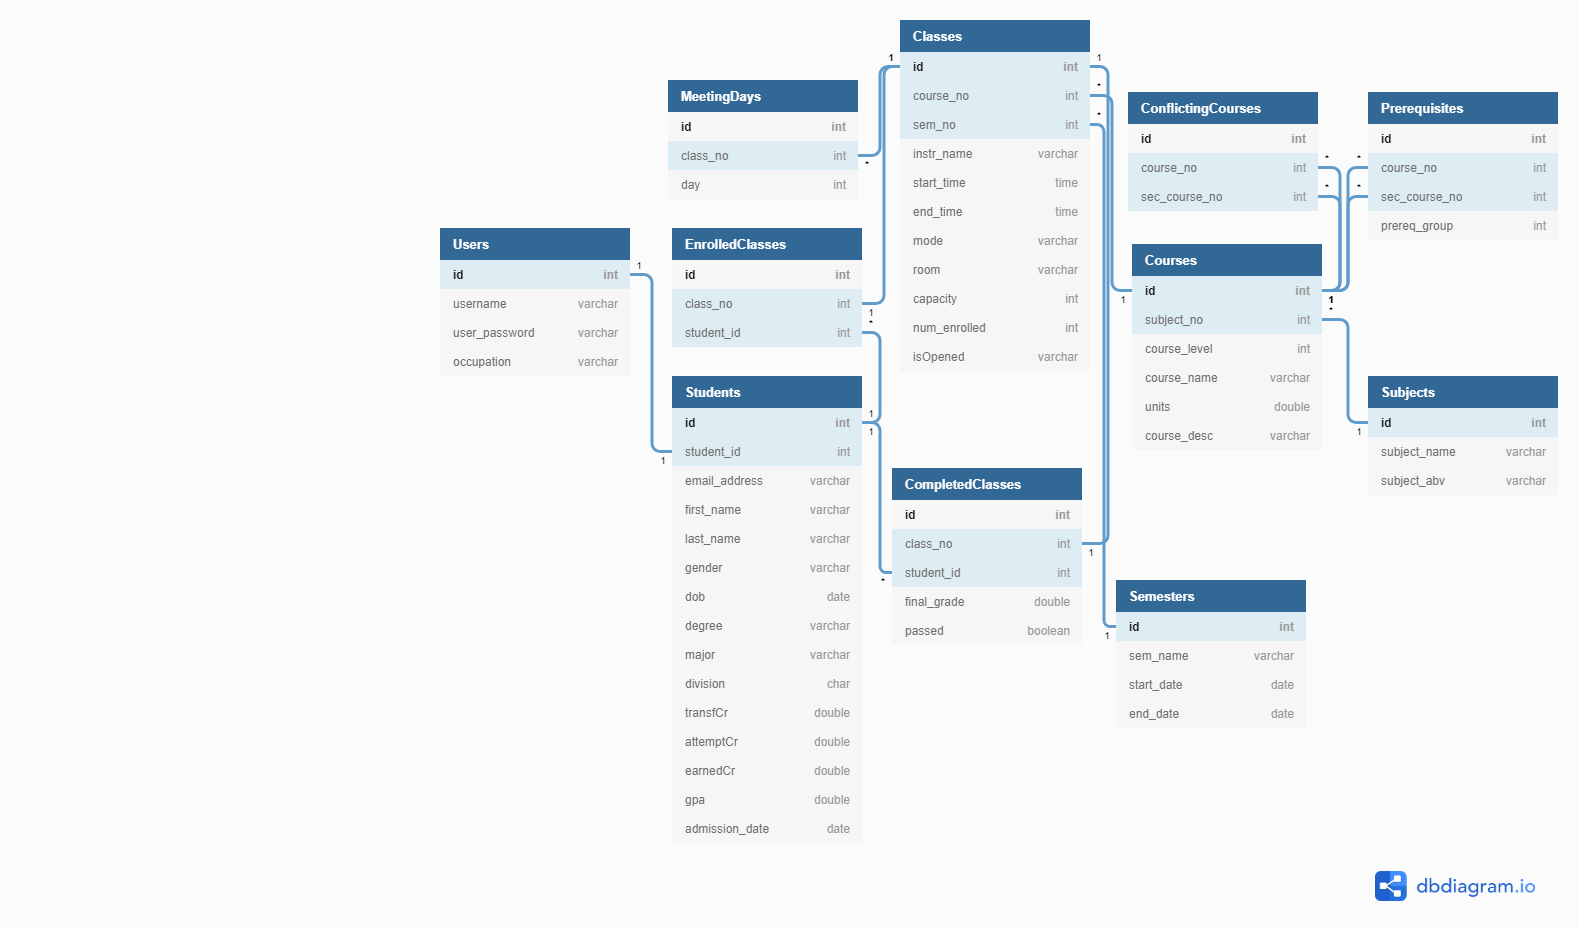 Classes
id int
course_no int
sem_no int
instr_name varchar
start_time time
end_time time
mode varchar
room varchar
capacity int
num_enrolled int
isOpened varchar
1
1
*
*
MeetingDays
id int
class_no int
day int
*
ConflictingCourses
id int
course_no int
sec_course_no int
*
*
Prerequisites
id int
course_no int
sec_course_no int
prereq_group int
*
*
Users
id int
username varchar
user_password varchar
occupation varchar
1
EnrolledClasses
id int
class_no int
student_id int
1
*
Courses
id int
subject_no int
course_level int
course_name varchar
units double
course_desc varchar
1
1
*
Students
id int
student_id int
email_address varchar
first_name varchar
last_name varchar
gender varchar
dob date
degree varchar
major varchar
division char
transfCr double
attemptCr double
earnedCr double
gpa double
admission_date date
1
1
1
Subjects
id int
subject_name varchar
subject_abv varchar
1
CompletedClasses
id int
class_no int
student_id int
final_grade double
passed boolean
1
*
Semesters
id int
sem_name varchar
start_date date
end_date date
1
dbdiagram.io